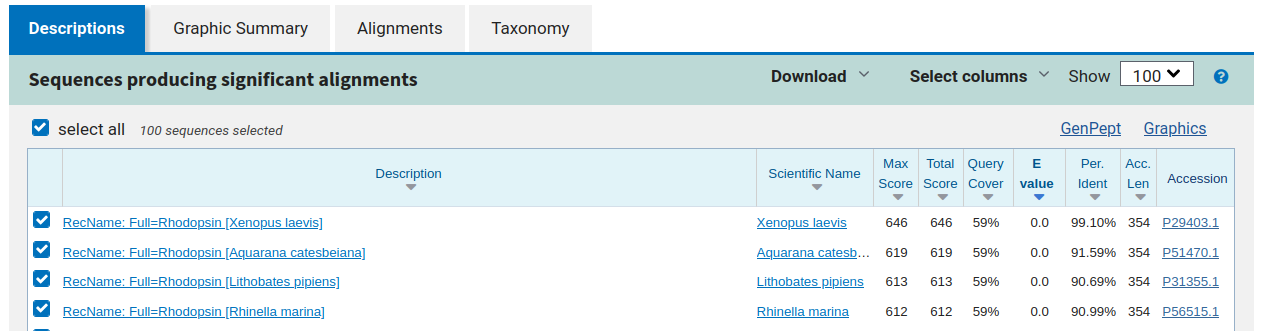 Descriptions Graphic Summary Alignments Taxonomy
Sequences producing significant alignments Download Select columns Show 100 ?
select all 100 sequences selected GenPept Graphics
Description Scientific Name Max Score Total Score Query Cover E value Per. Ident Acc. Len Accession
RecName: Full=Rhodopsin [Xenopus laevis] Xenopus laevis 646 646 59% 0.0 99.10% 354 P29403.1
RecName: Full=Rhodopsin [Aquarana catesbeiana] Aquarana catesb... 619 619 59% 0.0 91.59% 354 P51470.1
RecName: Full=Rhodopsin [Lithobates pipiens] Lithobates pipiens 613 613 59% 0.0 90.69% 354 P31355.1
RecName: Full=Rhodopsin [Rhinella marina] Rhinella marina 612 612 59% 0.0 90.99% 354 P56515.1